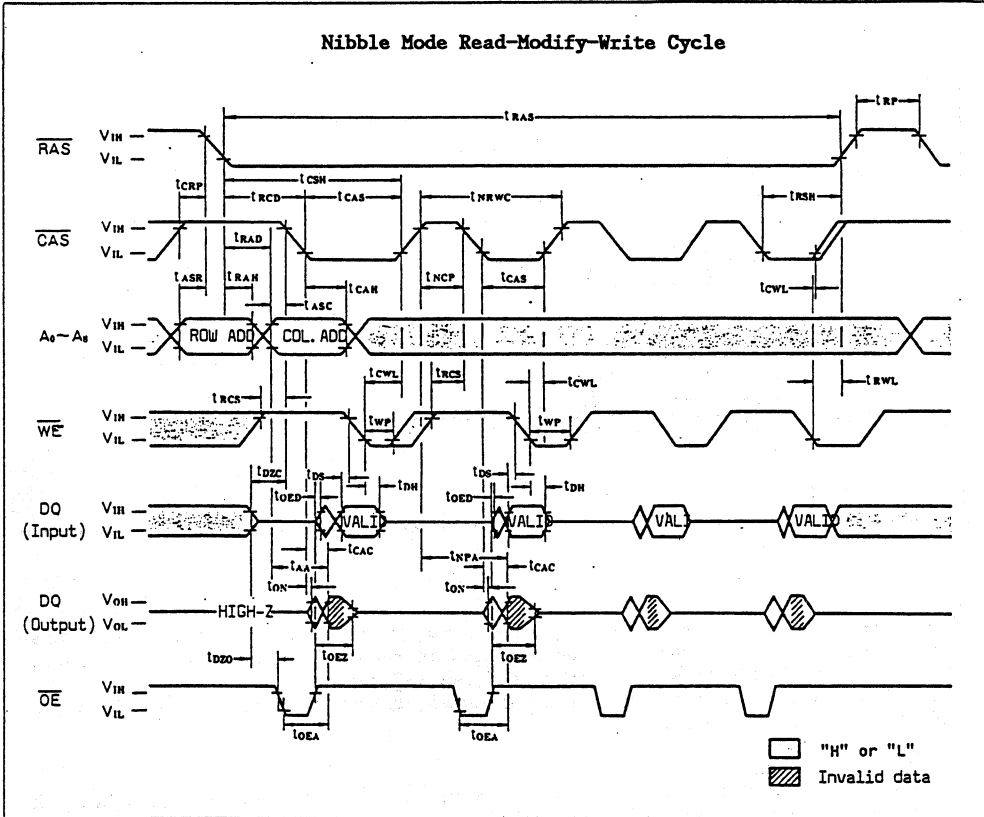 Nibble Mode Read-Modify-Write Cycle
tRP
tRAS
RAS VIH
VIL
tCRP tRCD tCSH tCAS tNRWC tRSH
CAS VIH
VIL
tRAD
tASR tRAH tASC tCAH tNCP tCAS tCWL
A0~A8 VIH
VIL
ROW ADD COL. ADD
tRCS tCWL tRCS tCWL tRWL
WE VIH
VIL
tWP tWP
tDZC tDS tDH tDS tDH
tOED tOED
DQ
(Input)
VIH
VIL
VALI VALI VALI VALID
tAA tCAC tNPA tCAC
tON tON
DQ
(Output)
VOH
VOL
HIGH-Z
tDZO tOEZ tOEZ
OE VIH
VIL
tOEA tOEA
"H" or "L"
Invalid data